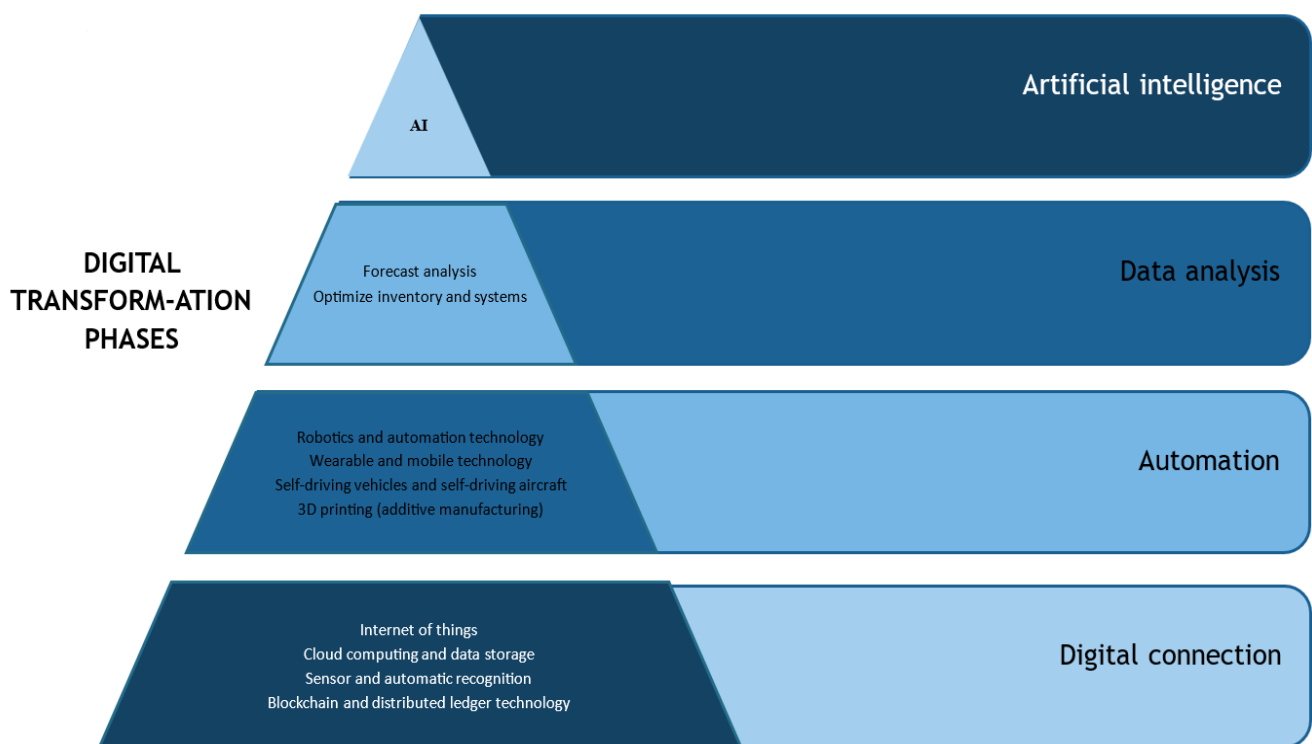 Artificial intelligence
AI
DIGITAL
TRANSFORM-ATION
PHASES
Forecast analysis
Optimize inventory and systems
Data analysis
Robotics and automation technology
Wearable and mobile technology
Self-driving vehicles and self-driving aircraft
3D printing (additive manufacturing)
Automation
Internet of things
Cloud computing and data storage
Sensor and automatic recognition
Blockchain and distributed ledger technology
Digital connection